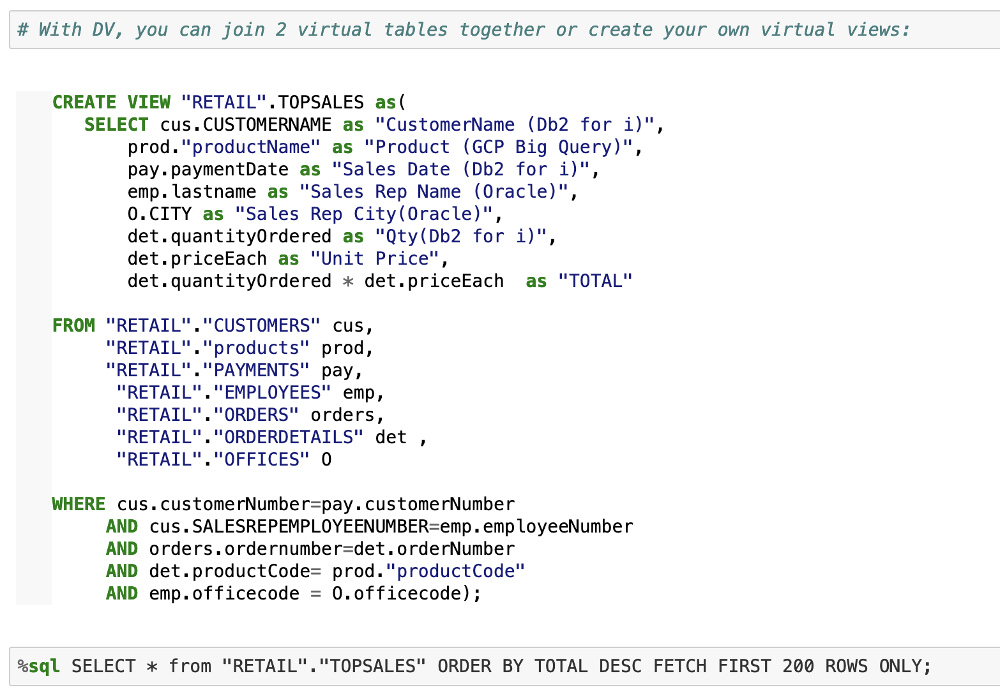 # With DV, you can join 2 virtual tables together or create your own virtual views:
CREATE VIEW "RETAIL".TOPSALES as(
SELECT cus.CUSTOMERNAME as "CustomerName (Db2 for i)",
prod."productName" as "Product (GCP Big Query)",
pay.paymentDate as "Sales Date (Db2 for i)",
emp.lastname as "Sales Rep Name (Oracle)",
O.CITY as "Sales Rep City(Oracle)",
det.quantityOrdered as "Qty(Db2 for i)",
det.priceEach as "Unit Price",
det.quantityOrdered * det.priceEach  as "TOTAL"
FROM "RETAIL"."CUSTOMERS" cus,
"RETAIL"."products" prod,
"RETAIL"."PAYMENTS" pay,
"RETAIL"."EMPLOYEES" emp,
"RETAIL"."ORDERS" orders,
"RETAIL"."ORDERDETAILS" det ,
"RETAIL"."OFFICES" O
WHERE cus.customerNumber=pay.customerNumber
AND cus.SALESREPEMPLOYEENUMBER=emp.employeeNumber
AND orders.ordernumber=det.orderNumber
AND det.productCode= prod."productCode"
AND emp.officecode = O.officecode);
%sql SELECT * from "RETAIL"."TOPSALES" ORDER BY TOTAL DESC FETCH FIRST 200 ROWS ONLY;